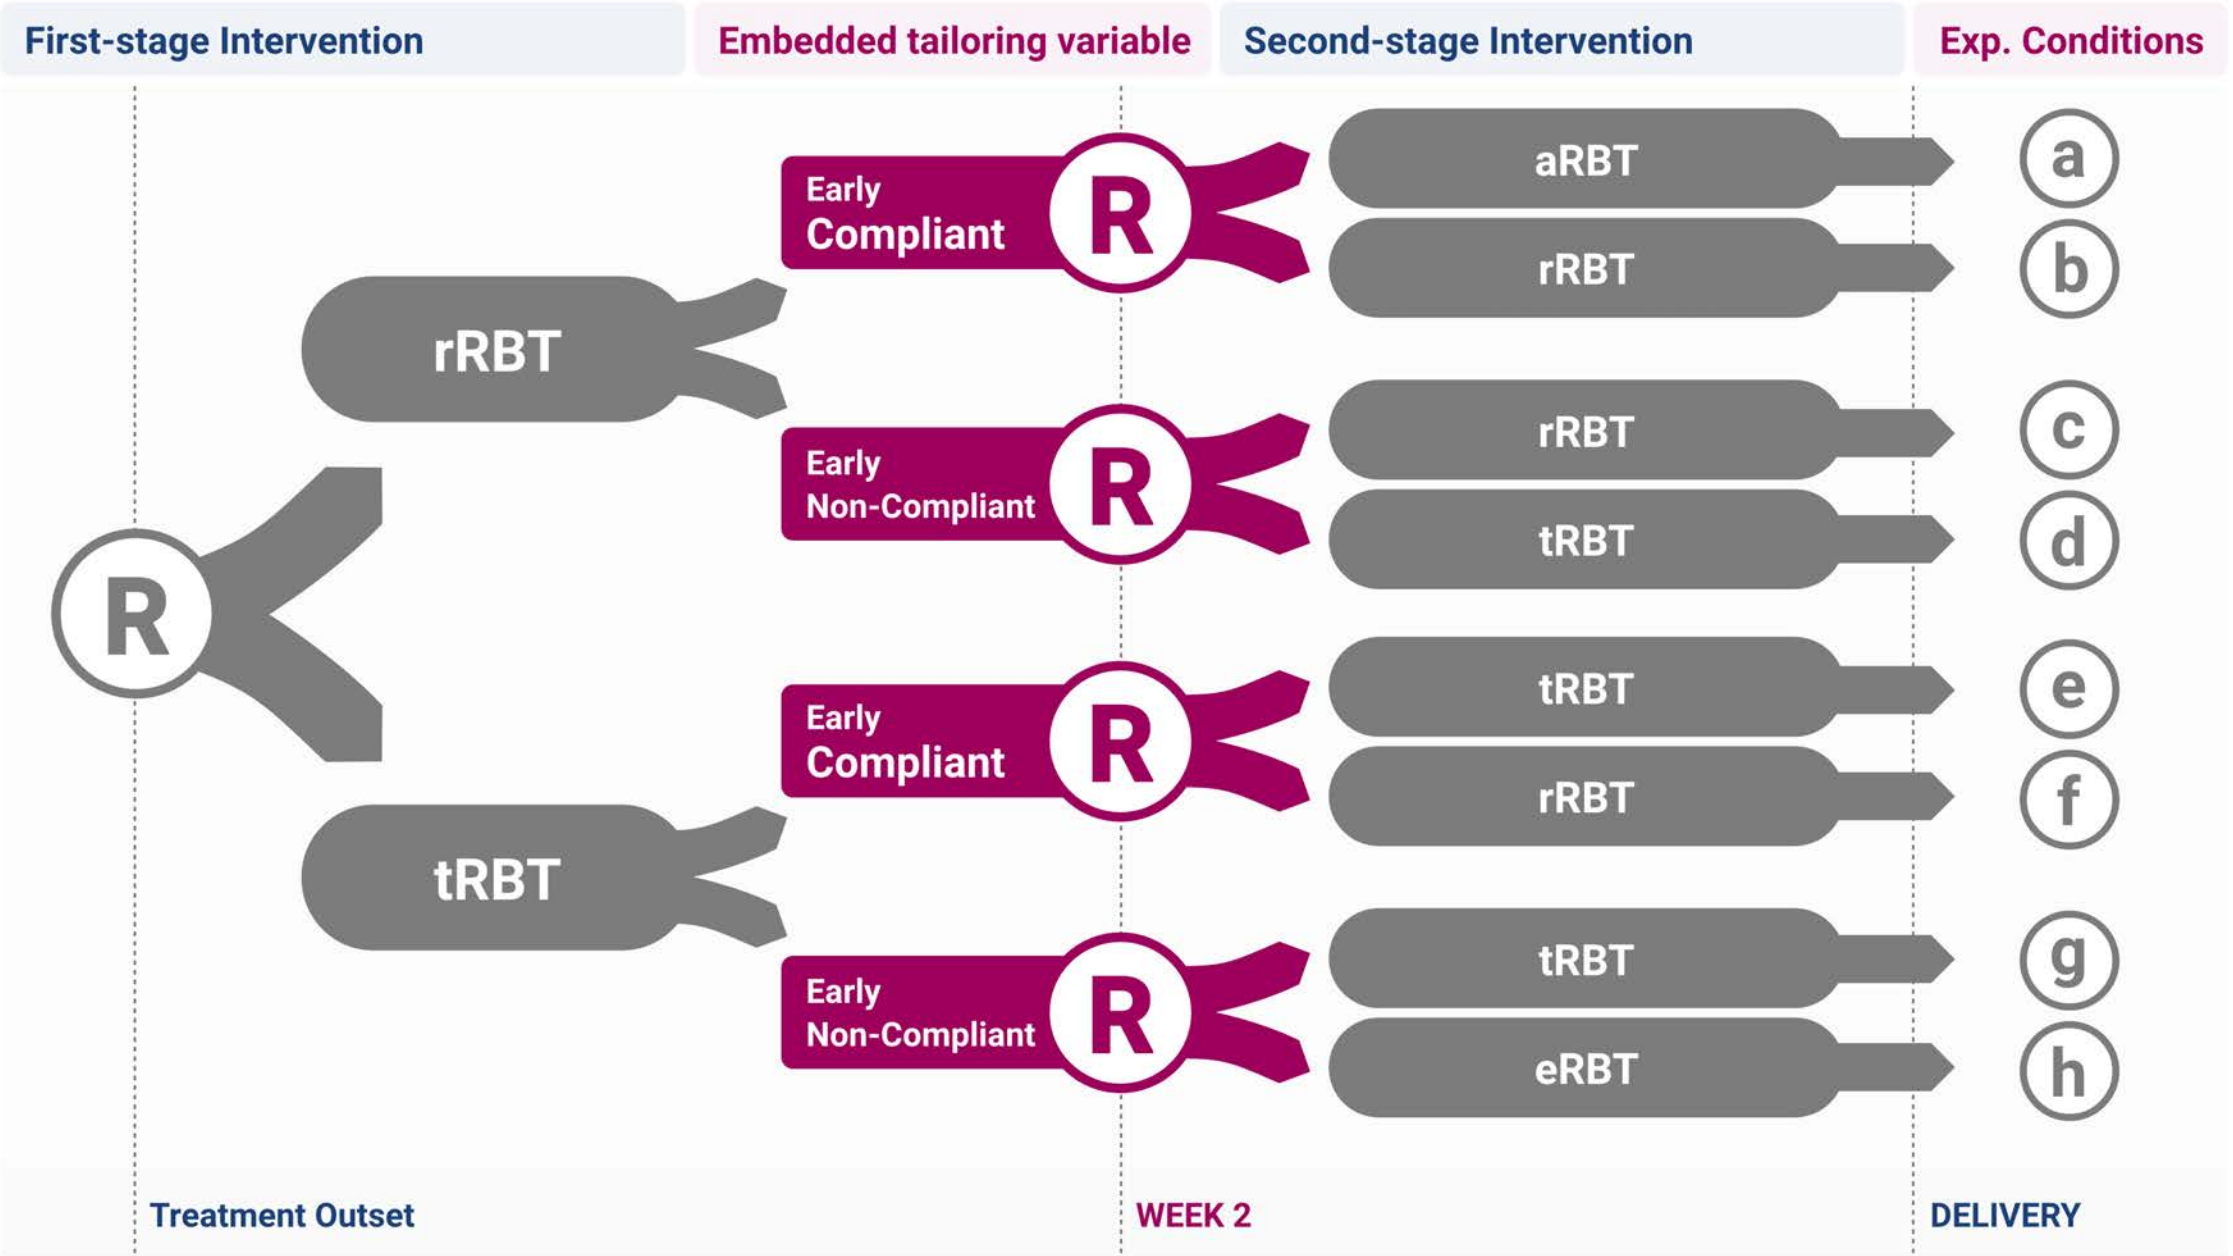 First-stage Intervention
Embedded tailoring variable
Second-stage Intervention
Exp. Conditions
R
rRBT
tRBT
Early
Compliant
R
Early
Non-Compliant
R
Early
Compliant
R
Early
Non-Compliant
R
aRBT
a
rRBT
b
rRBT
c
tRBT
d
tRBT
e
rRBT
f
tRBT
g
eRBT
h
Treatment Outset
WEEK 2
DELIVERY